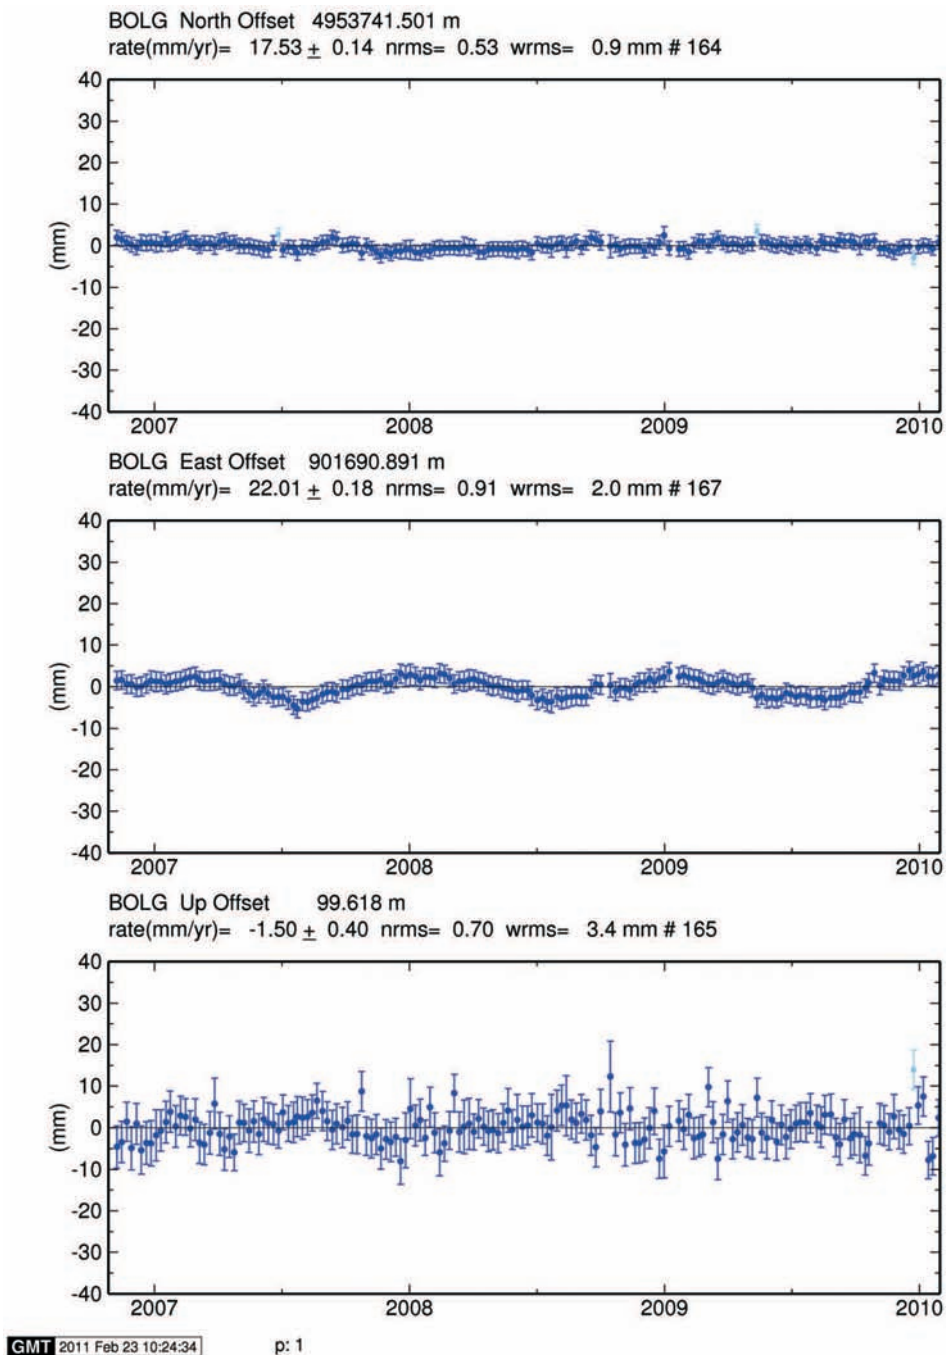 BOLG North Offset 4953741.501 m
rate(mm/yr)= 17.53 ± 0.14 nrms= 0.53 wrms= 0.9 mm # 164
40
30
20
10
0
-10
-20
-30
-40
(mm)
2007 2008 2009 2010
BOLG East Offset 901690.891 m
rate(mm/yr)= 22.01 ± 0.18 nrms= 0.91 wrms= 2.0 mm # 167
40
30
20
10
0
-10
-20
-30
-40
(mm)
2007 2008 2009 2010
BOLG Up Offset 99.618 m
rate(mm/yr)= -1.50 ± 0.40 nrms= 0.70 wrms= 3.4 mm # 165
40
30
20
10
0
-10
-20
-30
-40
(mm)
2007 2008 2009 2010
GMT 2011 Feb 23 10:24:34 p: 1